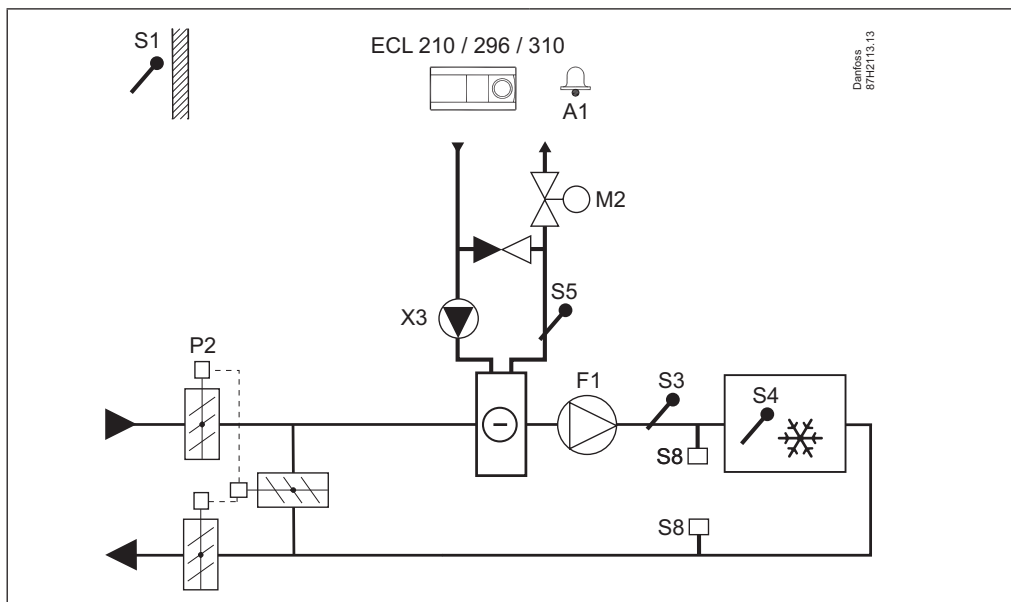 S1
ECL 210 / 296 / 310
A1
Danfoss
87H2113.13
M2
S5
X3
P2
F1
S3
S4
S8
S8